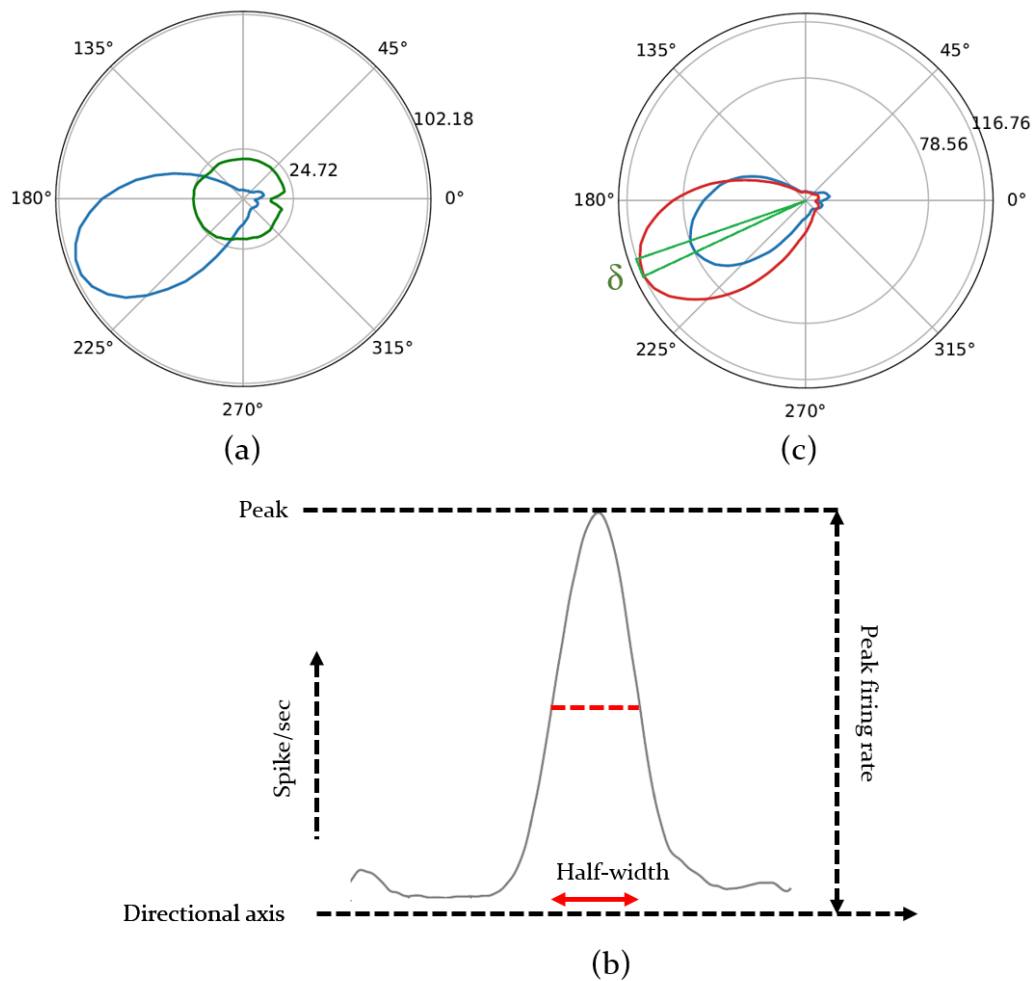 135°
45°
102.18
24.72
180°
0°
225°
315°
270°
(a)
135°
45°
116.76
78.56
180°
0°
δ
225°
315°
270°
(c)
Peak
Spike/sec
Peak firing rate
Half-width
Directional axis
(b)